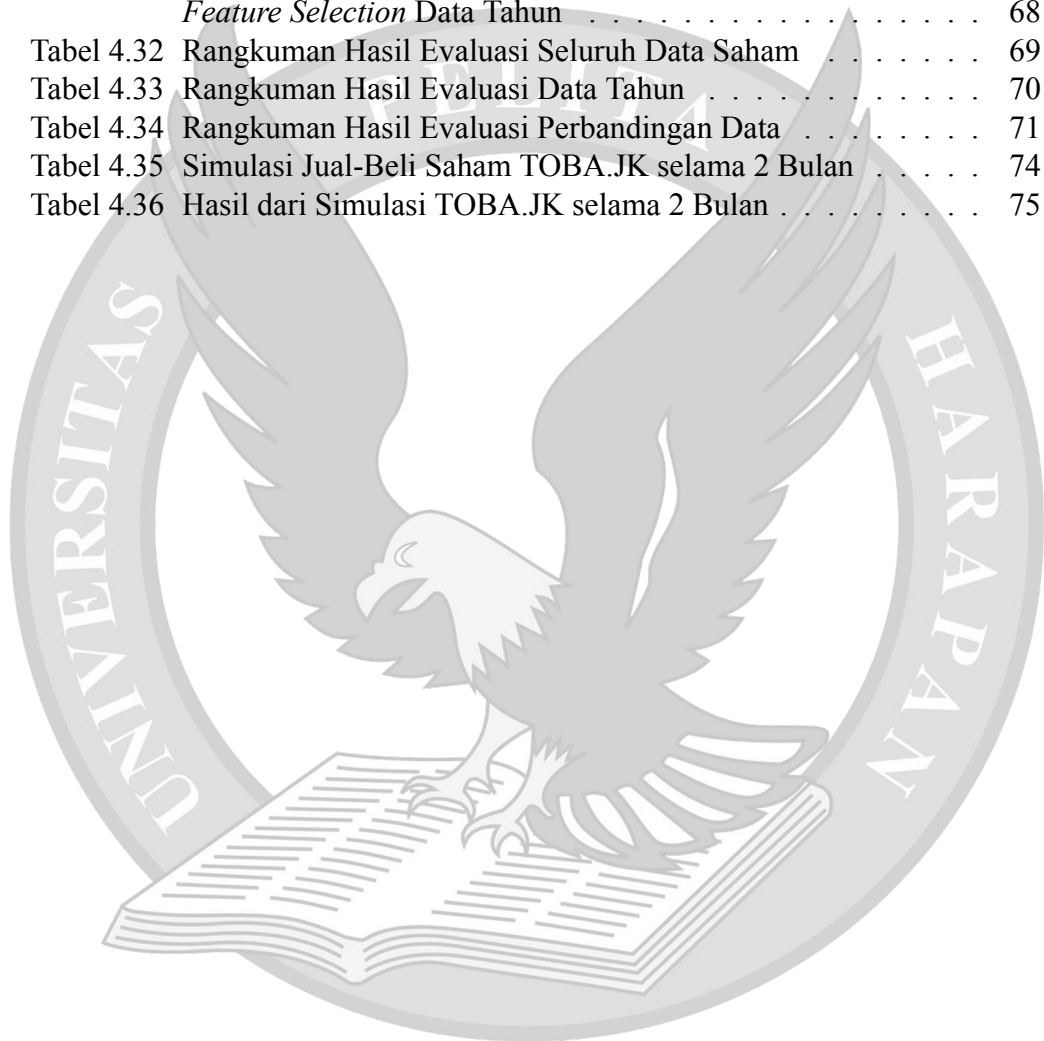 Feature Selection Data Tahun . . . . . . . . . . . . . . . . . 68
Tabel 4.32 Rangkuman Hasil Evaluasi Seluruh Data Saham . . . . . . . 69
Tabel 4.33 Rangkuman Hasil Evaluasi Data Tahun . . . . . . . . . . . . 70
Tabel 4.34 Rangkuman Hasil Evaluasi Perbandingan Data . . . . . . . . 71
Tabel 4.35 Simulasi Jual-Beli Saham TOBA.JK selama 2 Bulan . . . . . 74
Tabel 4.36 Hasil dari Simulasi TOBA.JK selama 2 Bulan . . . . . . . . . 75
UNIVERSITAS PELITA HARAPAN